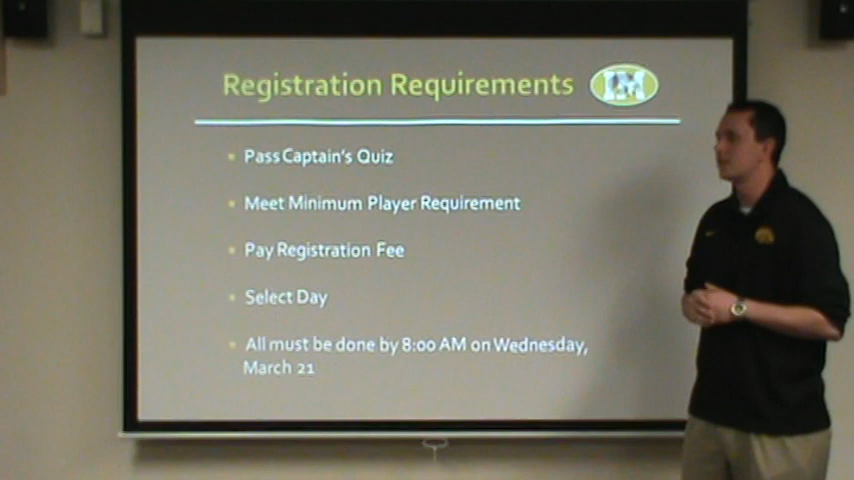 Registration Requirements
IM
Pass Captain's Quiz
Meet Minimum Player Requirement
Pay Registration Fee
Select Day
All must be done by 8:00 AM on Wednesday,
March 21